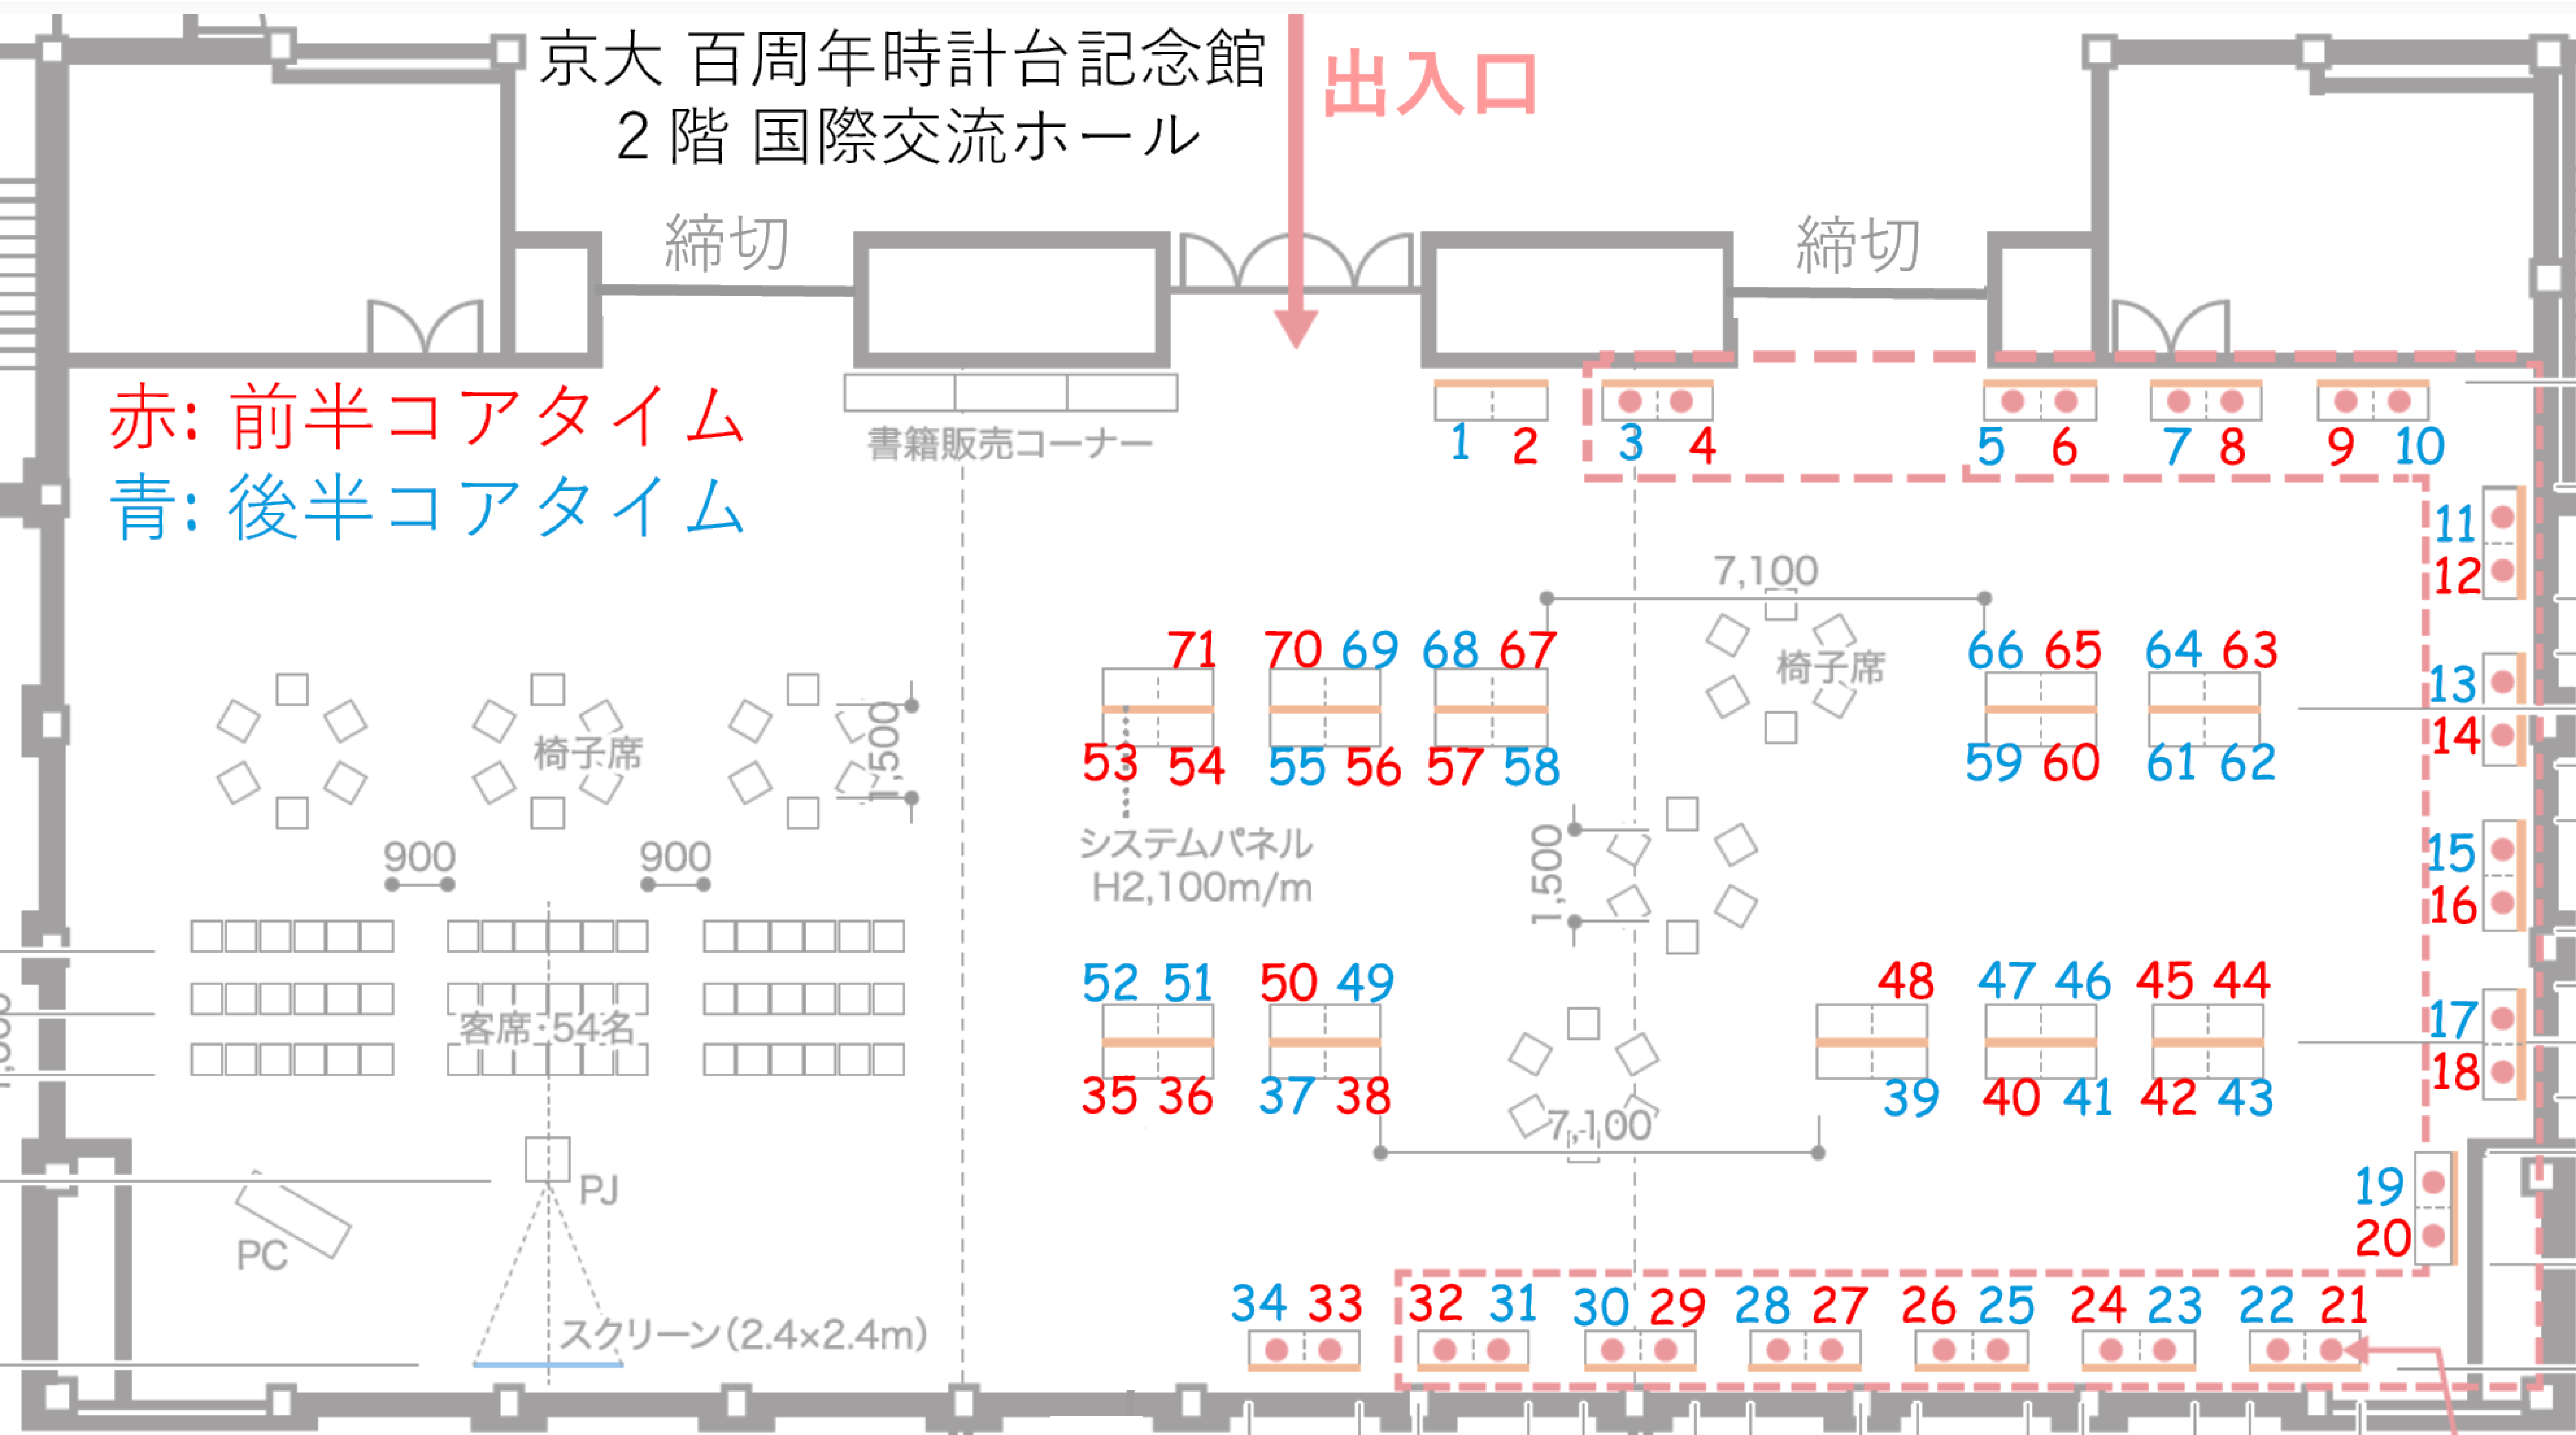 京大 百周年時計台記念館
２階 国際交流ホール
出入口
締切
締切
赤: 前半コアタイム
青: 後半コアタイム
書籍販売コーナー
1 2 3 4 5 6 7 8 9 10
11
12
13
14
15
16
17
18
19
20
7,100
椅子席
71 70 69 68 67 66 65 64 63
53 54 55 56 57 58 59 60 61 62
椅子席
1,500
システムパネル
H2,100m/m
1,500
900
900
52 51 50 49 48 47 46 45 44
35 36 37 38 39 40 41 42 43
客席：54名
7,100
PJ
PC
スクリーン（2.4×2.4m）
34 33 32 31 30 29 28 27 26 25 24 23 22 21